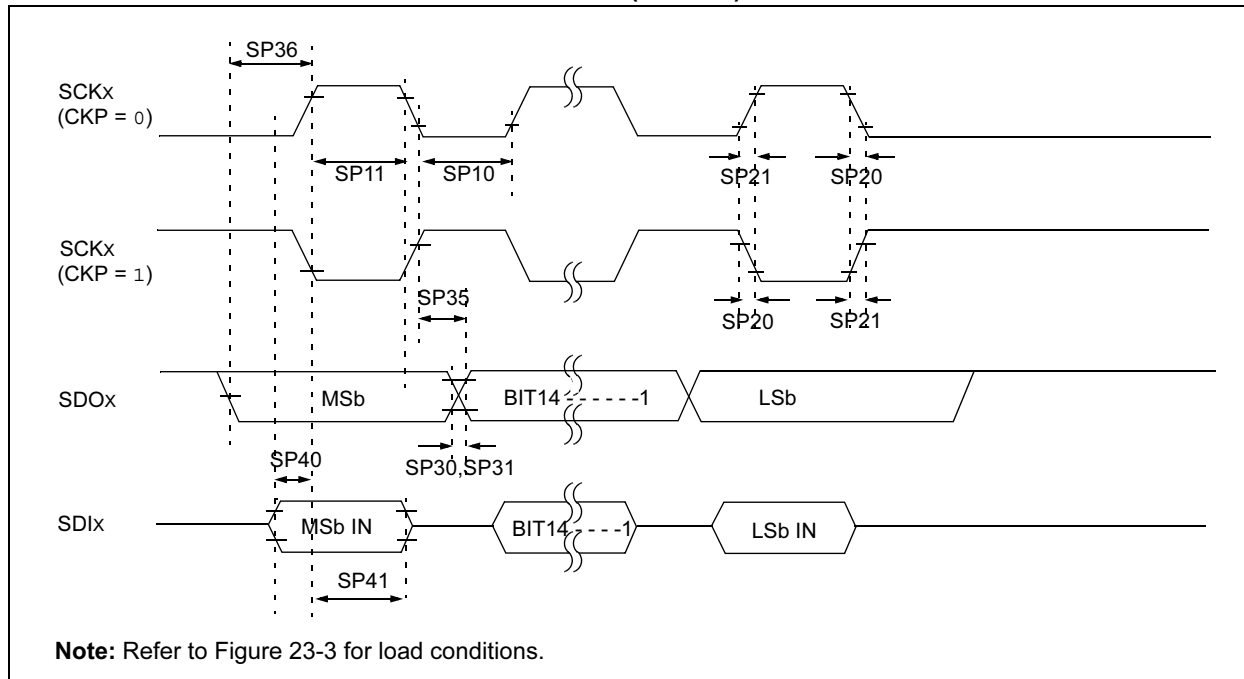 SP36
SCKx
(CKP = 0)
SP11
SP10
SP21
SP20
SCKx
(CKP = 1)
SP35
SP20
SP21
SDOx
MSb
BIT14 - - - - - -1
LSb
SP40
SP30,SP31
SDIx
MSb IN
BIT14 - - - - -1
LSb IN
SP41
Note: Refer to Figure 23-3 for load conditions.